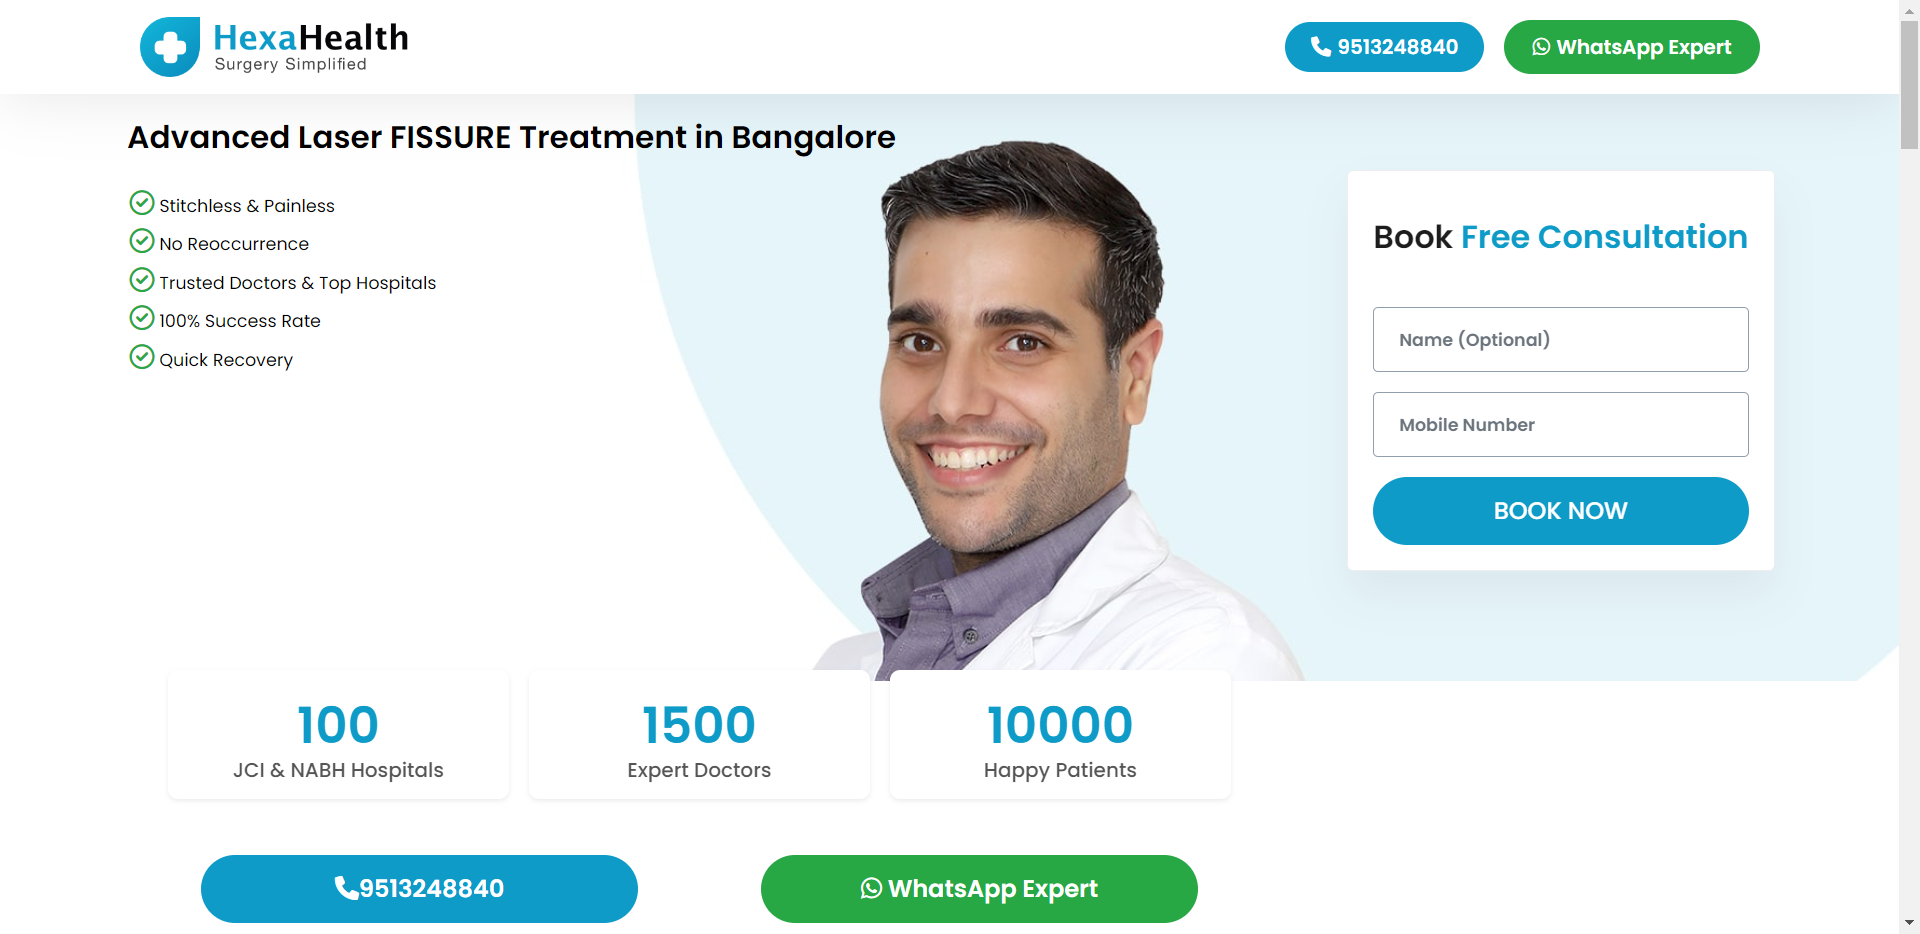 HexaHealth
Surgery Simplified
9513248840
WhatsApp Expert
Advanced Laser FISSURE Treatment in Bangalore
Stitchless & Painless
No Reoccurrence
Trusted Doctors & Top Hospitals
100% Success Rate
Quick Recovery
Book Free Consultation
Name (Optional)
Mobile Number
BOOK NOW
100
JCI & NABH Hospitals
1500
Expert Doctors
10000
Happy Patients
9513248840
WhatsApp Expert